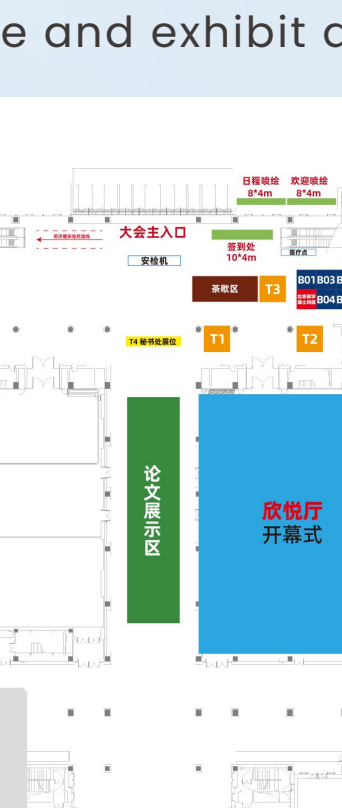 e and exhibit a
日程喷绘 欢迎喷绘
8*4m 8*4m
大会主入口
签到处
10*4m
安检机
医疗点
茶歇区
T3
B01 B03 B
B04 B
T4 秘书处展位
T1
T2
论文展示区
欣悦厅
开幕式